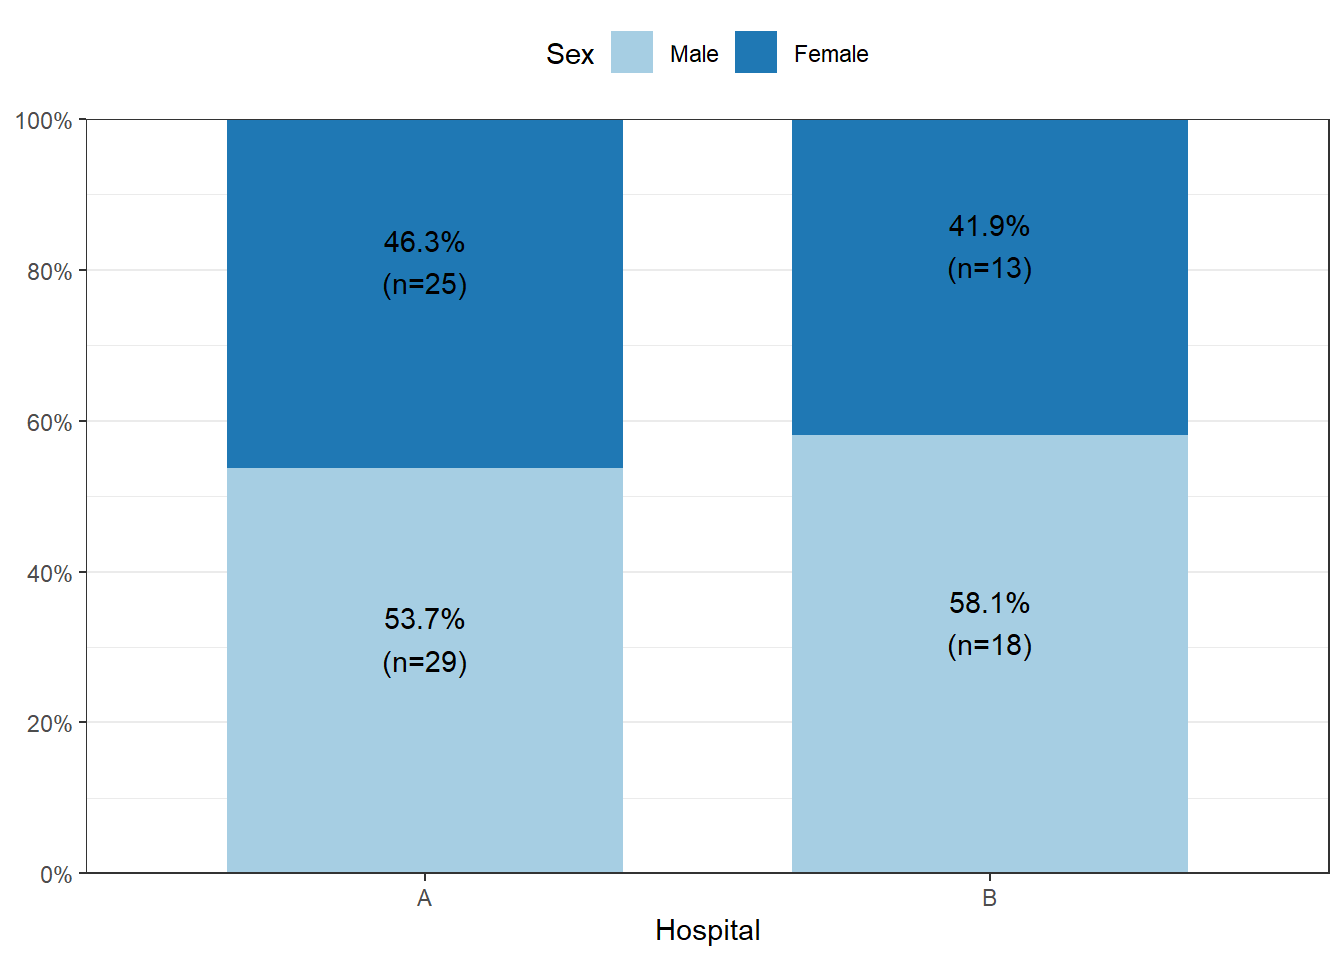 Sex Male Female
100%
80%
60%
40%
20%
0%
46.3%
(n=25)
53.7%
(n=29)
41.9%
(n=13)
58.1%
(n=18)
A B
Hospital